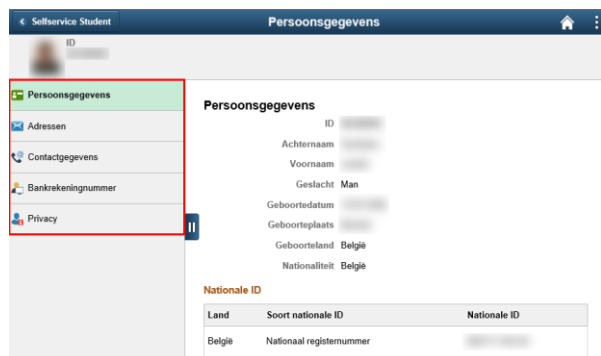 Selfservice Student
Persoonsgegevens
ID
Persoonsgegevens
Adressen
Contactgegevens
Bankrekeningnummer
Privacy
Persoonsgegevens
ID
Achternaam
Voornaam
Geslacht Man
Geboortedatum
Geboorteplaats
Geboorteland België
Nationaliteit België
Nationale ID
Land Soort nationale ID Nationale ID
België Nationaal registernummer